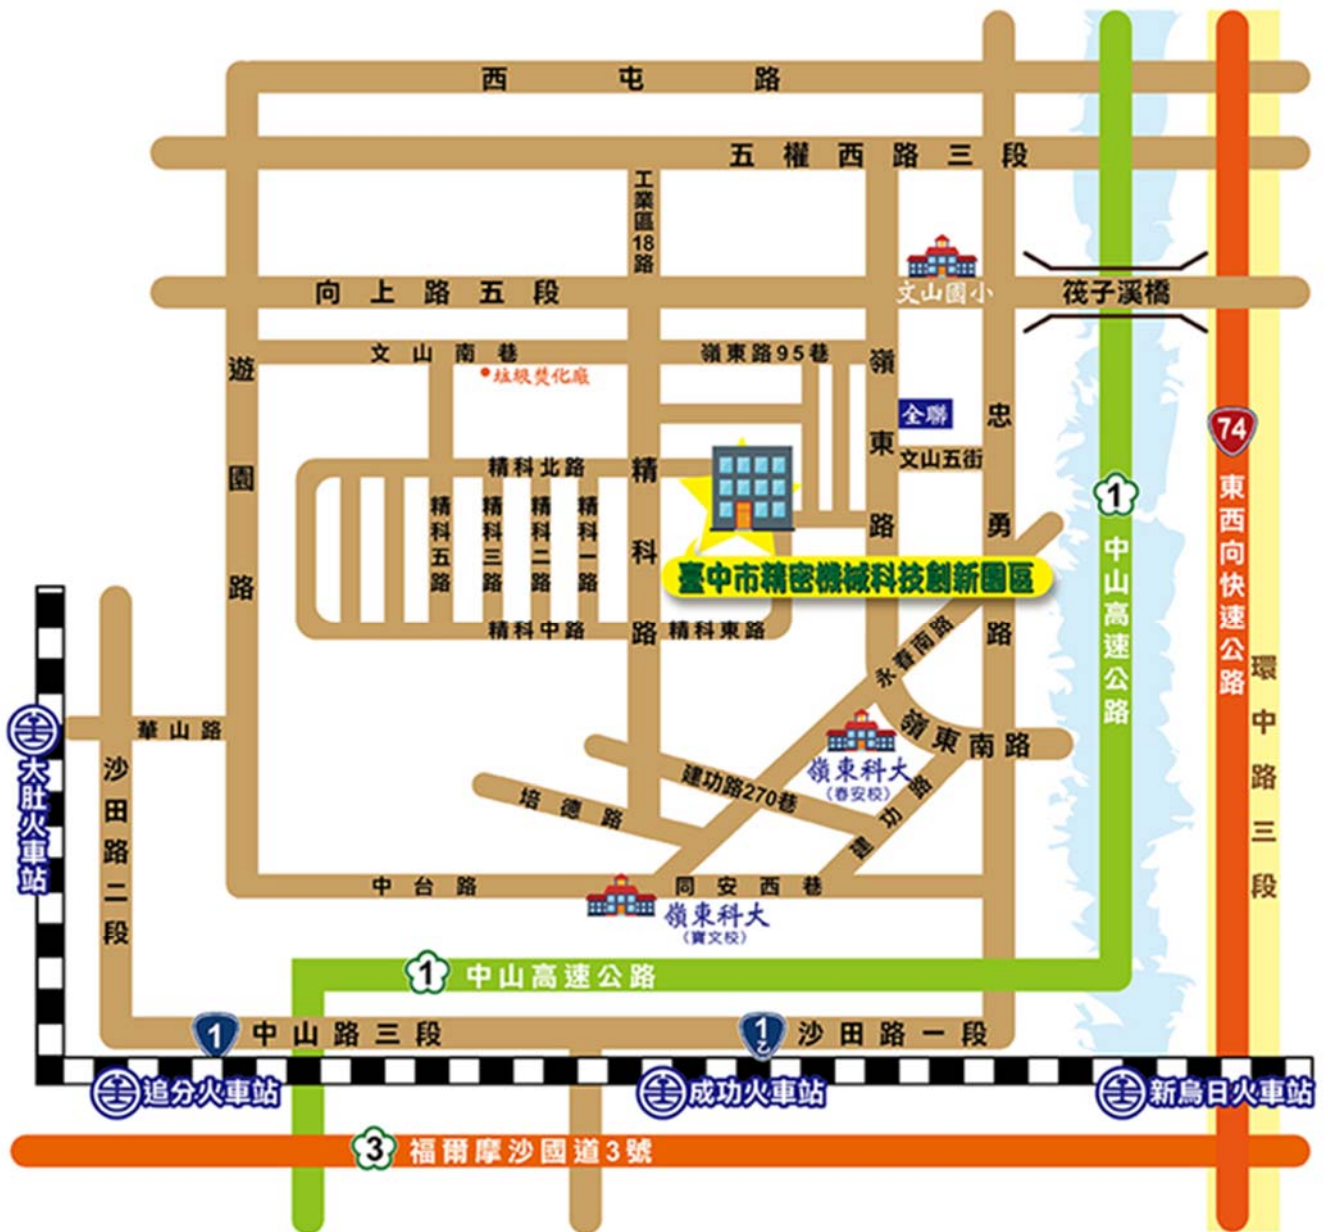 西屯路
五權西路三段
工業區18路
文山國小
向上路五段
筏子溪橋
遊園路
文山南巷
嶺東路95巷
垃圾焚化廠
嶺東路
全聯
忠勇路
74
東西向快速公路
文山五街
精科北路
精科路
1
中山高速公路
精科五路
精科三路
精科二路
精科一路
臺中市精密機械科技創新園區
精科中路
精科東路
永春南路
環中路三段
華山路
大肚火車站
沙田路二段
嶺東南路
嶺東科大
(春安校)
建功路270巷
建功路
培德路
中台路
同安西巷
嶺東科大
(寶文校)
1
中山高速公路
1
中山路三段
1乙
沙田路一段
追分火車站
成功火車站
新烏日火車站
3
福爾摩沙國道3號